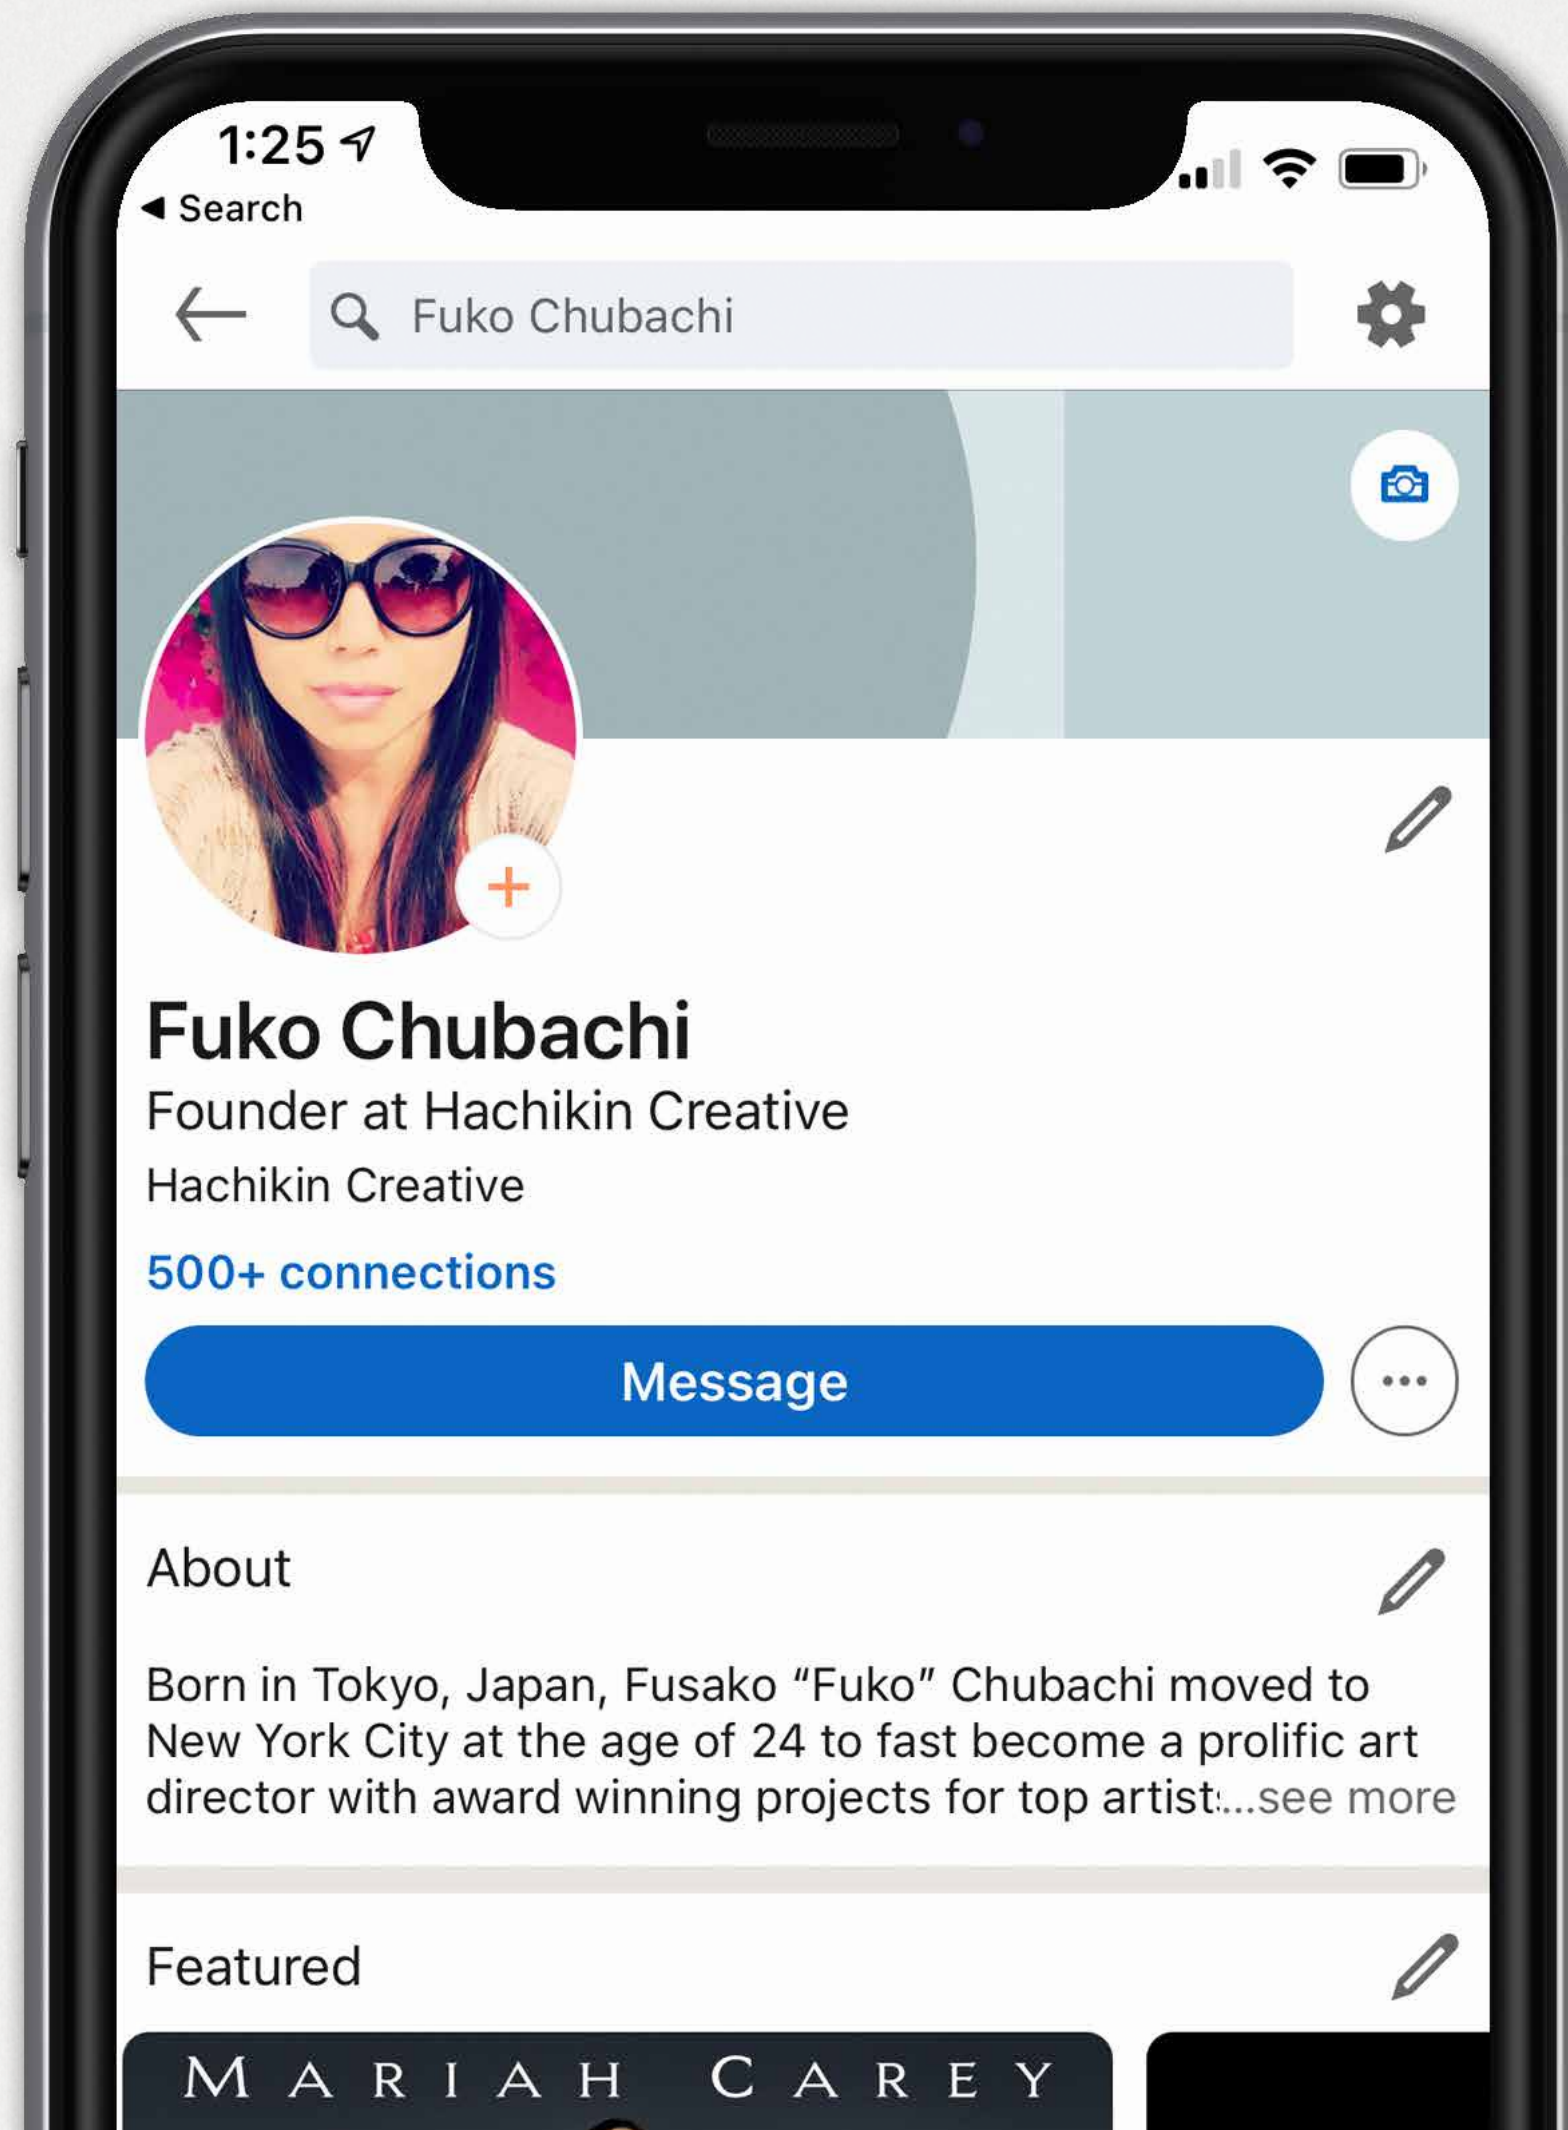 1:25
Search
Fuko Chubachi
Fuko Chubachi
Founder at Hachikin Creative
Hachikin Creative
500+ connections
Message
About
Born in Tokyo, Japan, Fusako “Fuko” Chubachi moved to
New York City at the age of 24 to fast become a prolific art
director with award winning projects for top artists...see more
Featured
MARIAH CAREY